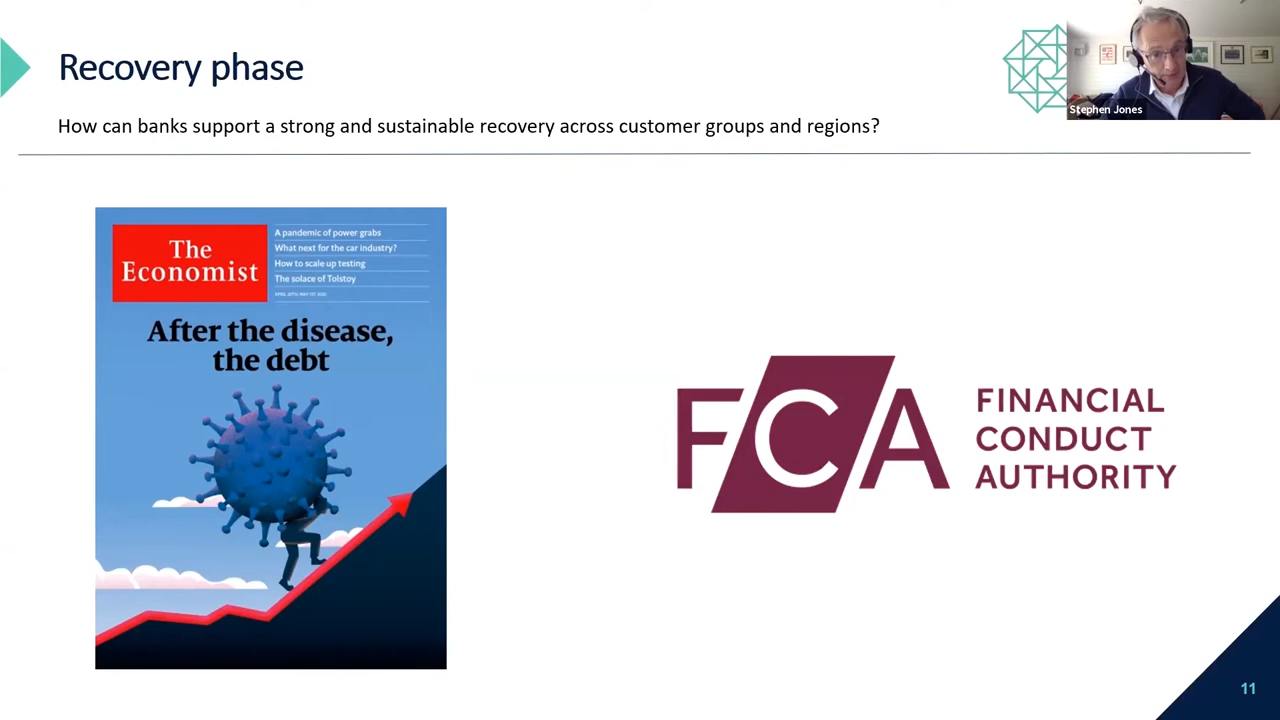 Recovery phase
Stephen Jones
How can banks support a strong and sustainable recovery across customer groups and regions?
The
Economist
A pandemic of power grabs
What next for the car industry?
How to scale up testing
The solace of Tolstoy
After the disease,
the debt
FCA
FINANCIAL
CONDUCT
AUTHORITY
11